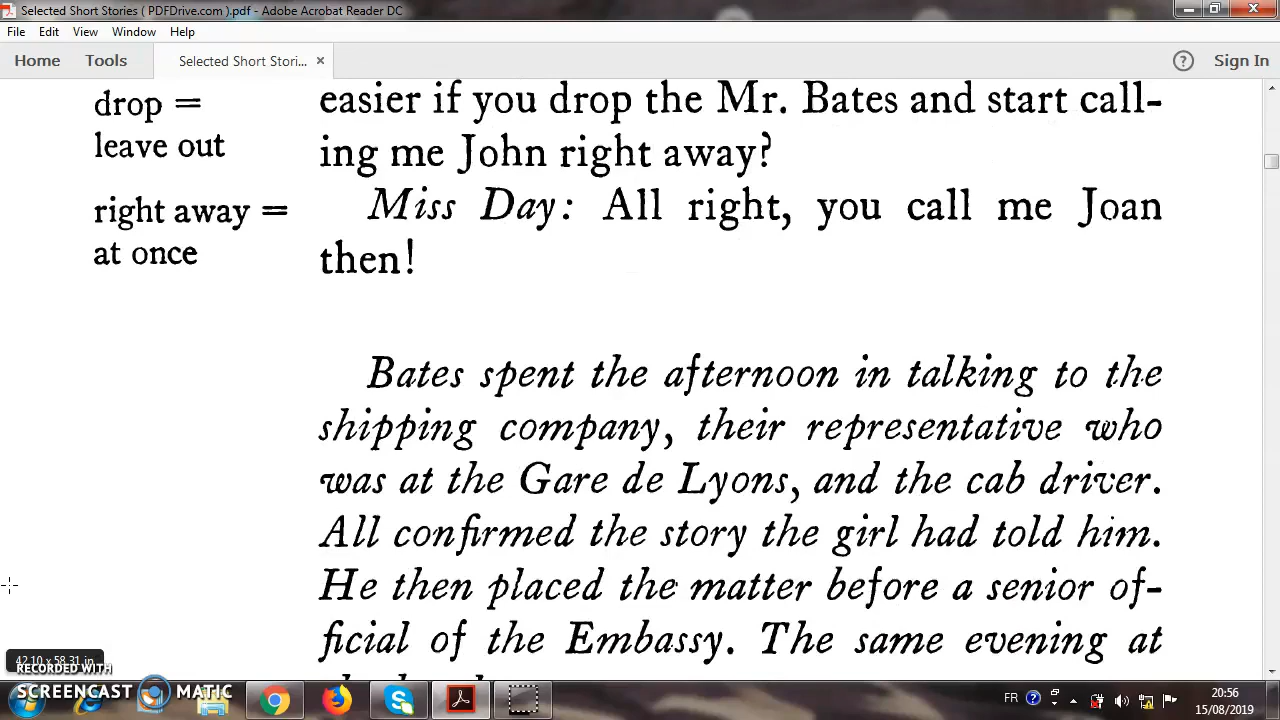 Selected Short Stories ( PDFDrive.com ).pdf - Adobe Acrobat Reader DC
File Edit View Window Help
Home Tools Selected Short Stori... × ? Sign In
drop =
leave out
right away =
at once
easier if you drop the Mr. Bates and start call-
ing me John right away?
Miss Day: All right, you call me Joan
then!
Bates spent the afternoon in talking to the
shipping company, their representative who
was at the Gare de Lyons, and the cab driver.
All confirmed the story the girl had told him.
He then placed the matter before a senior of-
ficial of the Embassy. The same evening at
42.10 x 58.31 in
RECORDED WITH
SCREENCAST MATIC
FR
20:56
15/08/2019